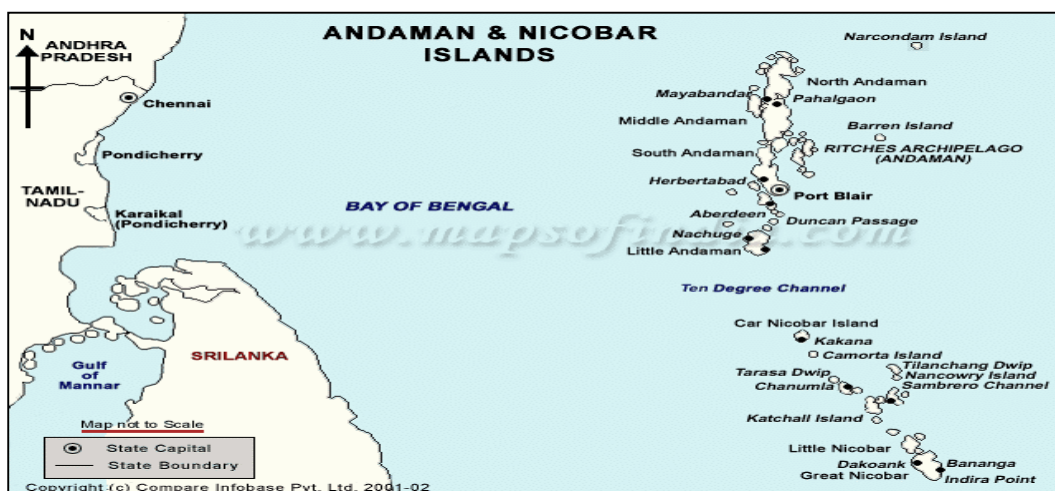 ANDAMAN & NICOBAR
ISLANDS
N
ANDHRA
PRADESH
Chennai
Pondicherry
TAMIL-
NADU
Karaikal
(Pondicherry)
BAY OF BENGAL
www.mapsofindia.com
Narcondam Island
North Andaman
Mayabandar
Pahalgaon
Middle Andaman
Barren Island
South Andaman
RITCHES ARCHIPELAGO
(ANDAMAN)
Herbertabad
Port Blair
Aberdeen
Duncan Passage
Nachuge
Little Andaman
Ten Degree Channel
Car Nicobar Island
Kakana
Camorta Island
Tilanchang Dwip
Tarasa Dwip
Nancowry Island
Chanumla
Sambrero Channel
Katchall Island
Little Nicobar
Dakoank
Bananga
Great Nicobar
Indira Point
SRILANKA
Gulf
of
Mannar
Map not to Scale
State Capital
State Boundary
Copyright (c) Compare Infobase Pvt. Ltd. 2001-02